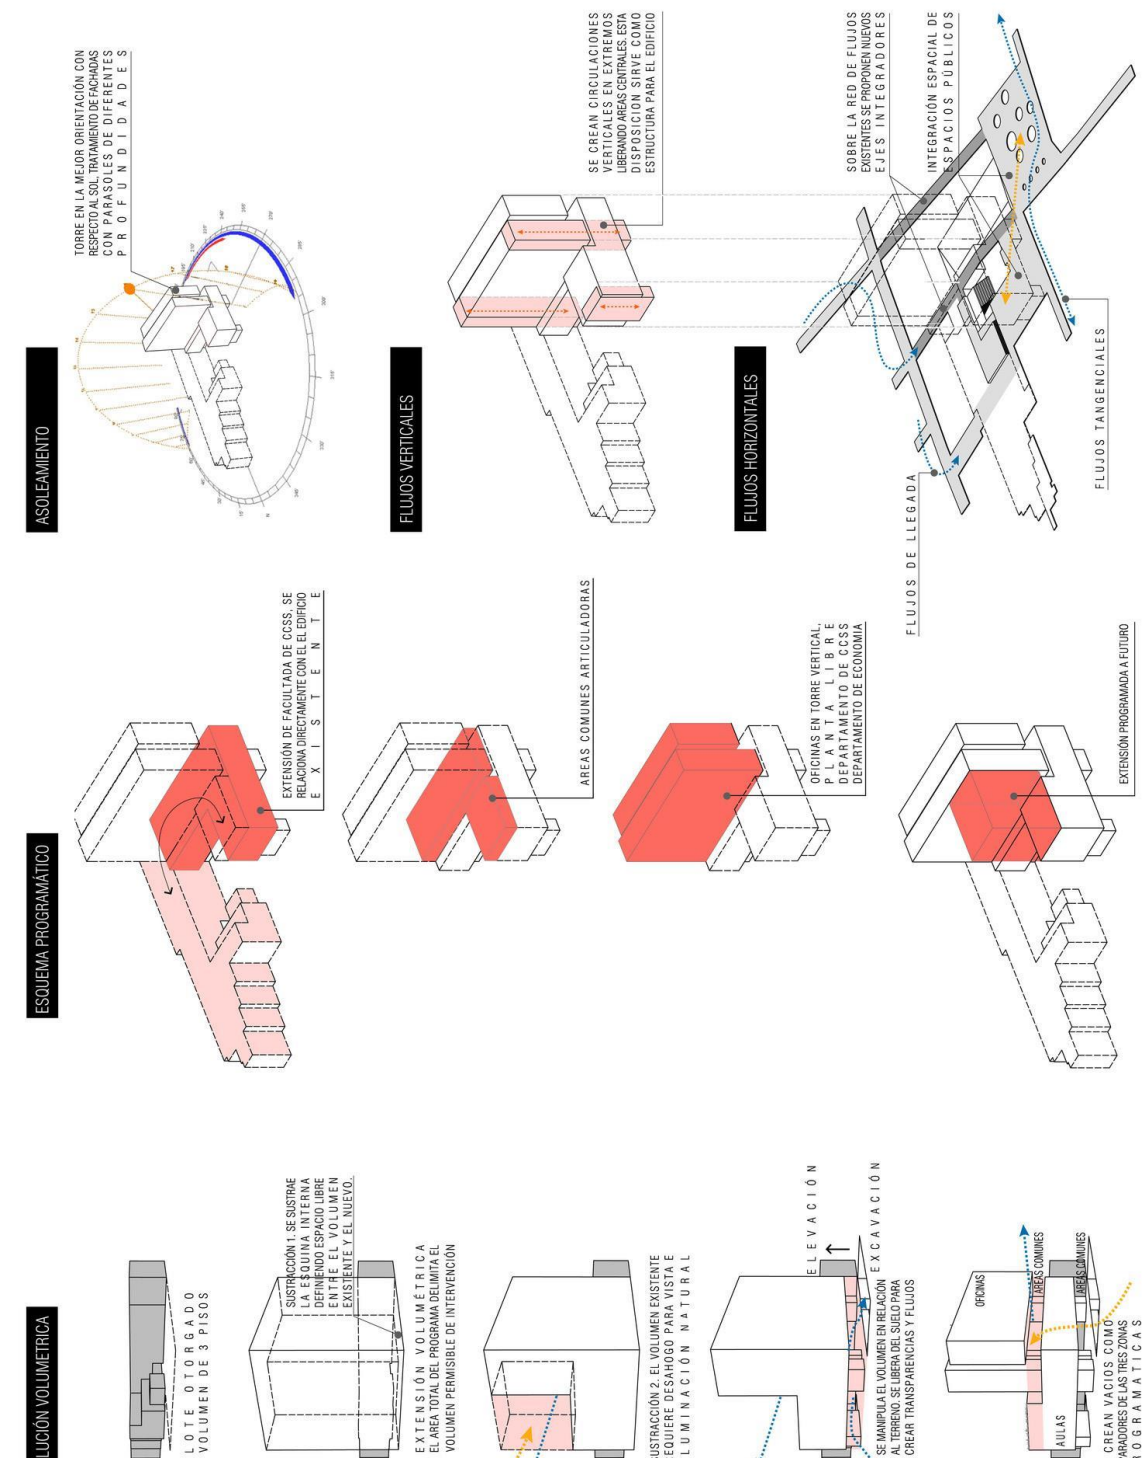 LUCIÓN VOLUMETRICA
LOTE OTORGADO
VOLUMEN DE 3 PISOS
SUSTRACCIÓN 1. SE SUSTRAE
LA ESQUINA INTERNA
DEFINIENDO ESPACIO LIBRE
ENTRE EL VOLUMEN
EXISTENTE Y EL NUEVO.
EXTENSIÓN VOLUMÉTRICA
EL AREA TOTAL DEL PROGRAMA DELIMITA EL
VOLUMEN PERMISIBLE DE INTERVENCIÓN
SUSTRACCIÓN 2. EL VOLUMEN EXISTENTE
EQUIERE DESAHOGO PARA VISTA E
LUMINACIÓN NATURAL
ELEVACIÓN
EXCAVACIÓN
SE MANIPULA EL VOLUMEN EN RELACIÓN
AL TERRENO. SE LIBERA DEL SUELO PARA
CREAR TRANSPARENCIAS Y FLUJOS
OFICINAS
AREAS COMUNES
AULAS
AREAS COMUNES
CREAN VACIOS COMO
PARADORES DE LAS TRES ZONAS
OGRAMATICAS
ESQUEMA PROGRAMÁTICO
EXTENSIÓN DE FACULTADA DE CCSS, SE
RELACIONA DIRECTAMENTE CON EL EL EDIFICIO
EXISTENTE
AREAS COMUNES ARTICULADORAS
OFICINAS EN TORRE VERTICAL,
PLANTA LIBRE
DEPARTAMENTO DE CCSS
DEPARTAMENTO DE ECONOMIA
EXTENSIÓN PROGRAMADA A FUTURO
ASOLEAMIENTO
TORRE EN LA MEJOR ORIENTACIÓN CON
RESPECTO AL SOL, TRATAMIENTO DE FACHADAS
CON PARASOLES DE DIFERENTES
PROFUNDIDADES
FLUJOS VERTICALES
SE CREAN CIRCULACIONES
VERTICALES EN EXTREMOS
LIBERANDO AREAS CENTRALES. ESTA
DISPOSICION SIRVE COMO
ESTRUCTURA PARA EL EDIFICIO
FLUJOS HORIZONTALES
SOBRE LA RED DE FLUJOS
EXISTENTES SE PROPONEN NUEVOS
EJES INTEGRADORES
INTEGRACIÓN ESPACIAL DE
ESPACIOS PÚBLICOS
FLUJOS DE LLEGADA
FLUJOS TANGENCIALES